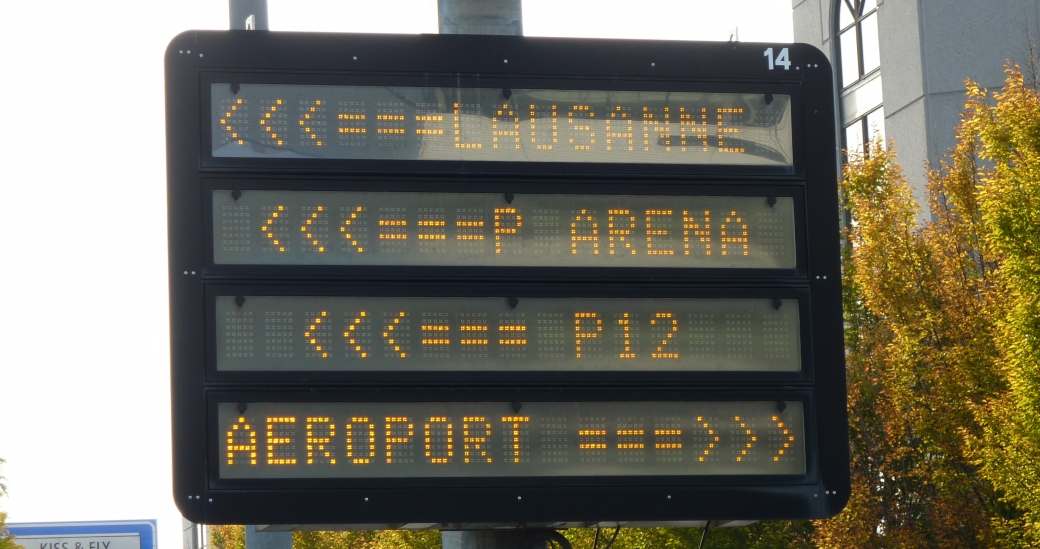 14
<<<===LAUSANNE
<<<===P ARENA
<<<=== P12
AEROPORT ===>>>
KISS & FLY